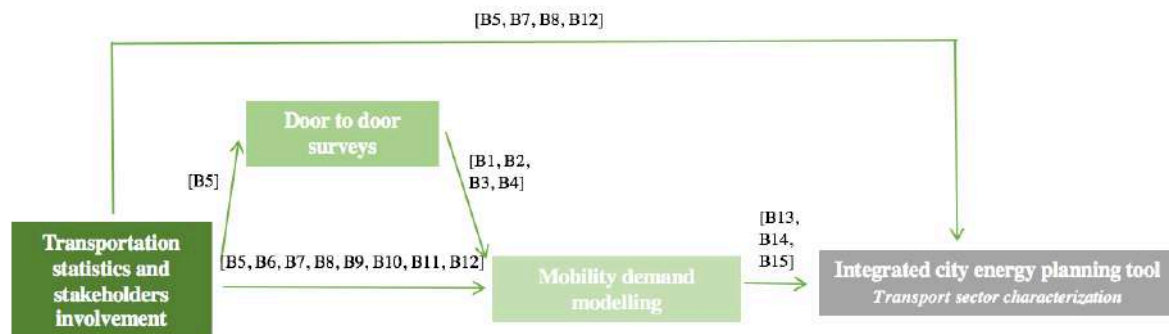 [B5, B7, B8, B12]
Door to door
surveys
[B1, B2,
B3, B4]
[B5]
[B13,
B14,
B15]
Transportation
statistics and
stakeholders
involvement
[B5, B6, B7, B8, B9, B10, B11, B12]
Mobility demand
modelling
Integrated city energy planning tool
Transport sector characterization